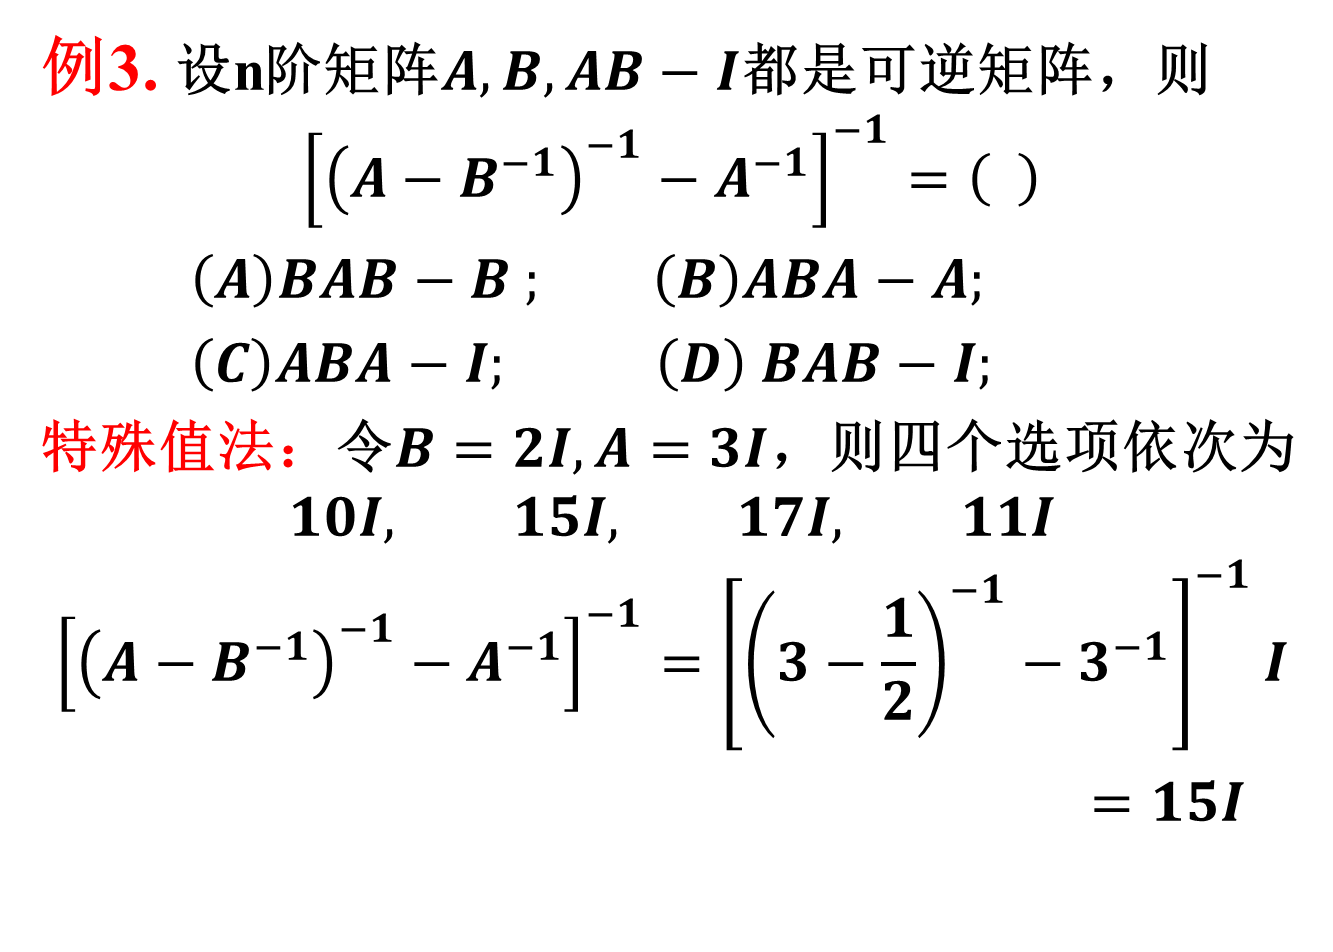 例3. 设n阶矩阵A, B, AB − I都是可逆矩阵，则
[(A − B⁻¹)⁻¹ − A⁻¹]⁻¹ = ( )
(A)BAB − B ; (B)ABA − A;
(C)ABA − I; (D) BAB − I;
特殊值法：令B = 2I, A = 3I，则四个选项依次为
10I, 15I, 17I, 11I
[(A − B⁻¹)⁻¹ − A⁻¹]⁻¹ = [(3 − 1/2)⁻¹ − 3⁻¹]⁻¹ I
= 15I